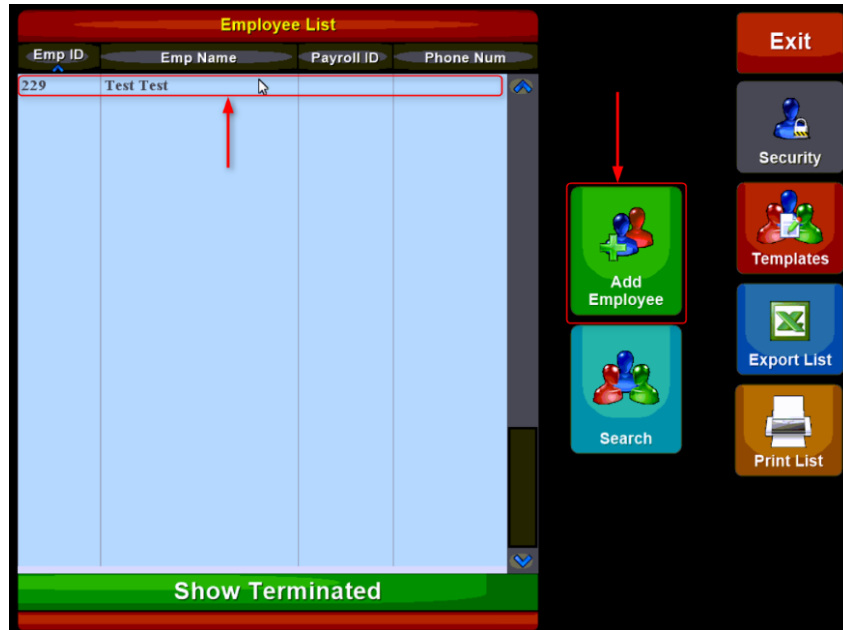 Employee List
Emp ID Emp Name Payroll ID Phone Num
229 Test Test
Show Terminated
Add
Employee
Search
Exit
Security
Templates
Export List
Print List